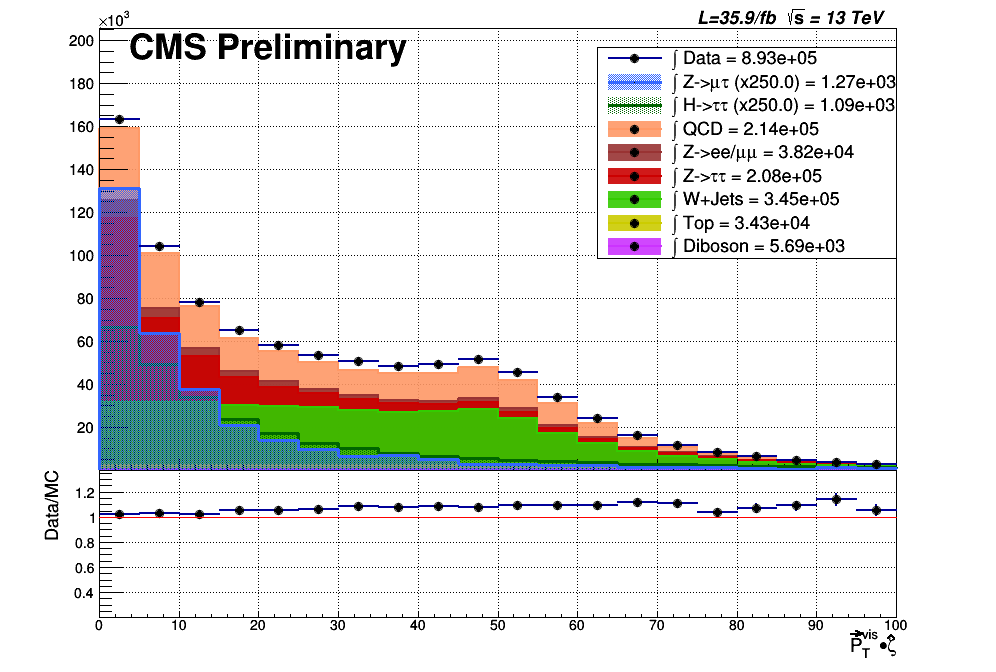 L=35.9/fb √s = 13 TeV
×10³
CMS Preliminary
∫ Data = 8.93e+05
∫ Z->μτ (x250.0) = 1.27e+03
∫ H->ττ (x250.0) = 1.09e+03
∫ QCD = 2.14e+05
∫ Z->ee/μμ = 3.82e+04
∫ Z->ττ = 2.08e+05
∫ W+Jets = 3.45e+05
∫ Top = 3.43e+04
∫ Diboson = 5.69e+03
200
180
160
140
120
100
80
60
40
20
Data/MC
1.2
1
0.8
0.6
0.4
0 10 20 30 40 50 60 70 80 90 100
P⃗_T^vis •ζ̂